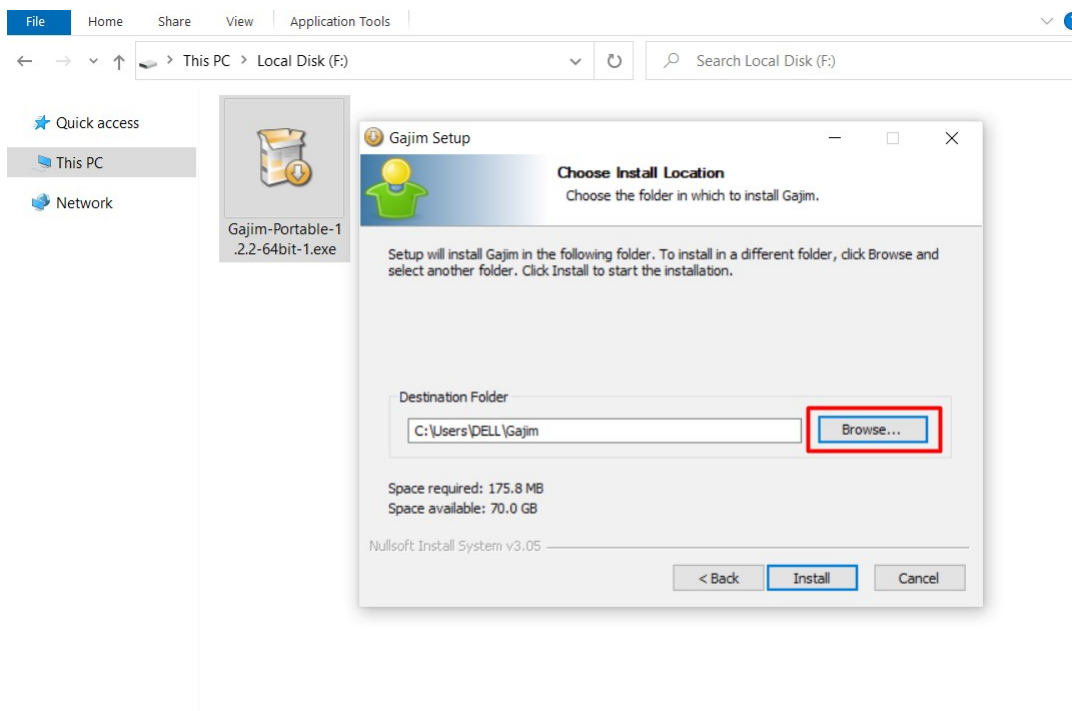 File Home Share View Application Tools
This PC > Local Disk (F:)
Search Local Disk (F:)
Quick access
This PC
Network
Gajim-Portable-1
.2.2-64bit-1.exe
Gajim Setup
Choose Install Location
Choose the folder in which to install Gajim.
Setup will install Gajim in the following folder. To install in a different folder, click Browse and
select another folder. Click Install to start the installation.
Destination Folder
C:\Users\DELL\Gajim
Browse...
Space required: 175.8 MB
Space available: 70.0 GB
Nullsoft Install System v3.05
< Back Install Cancel